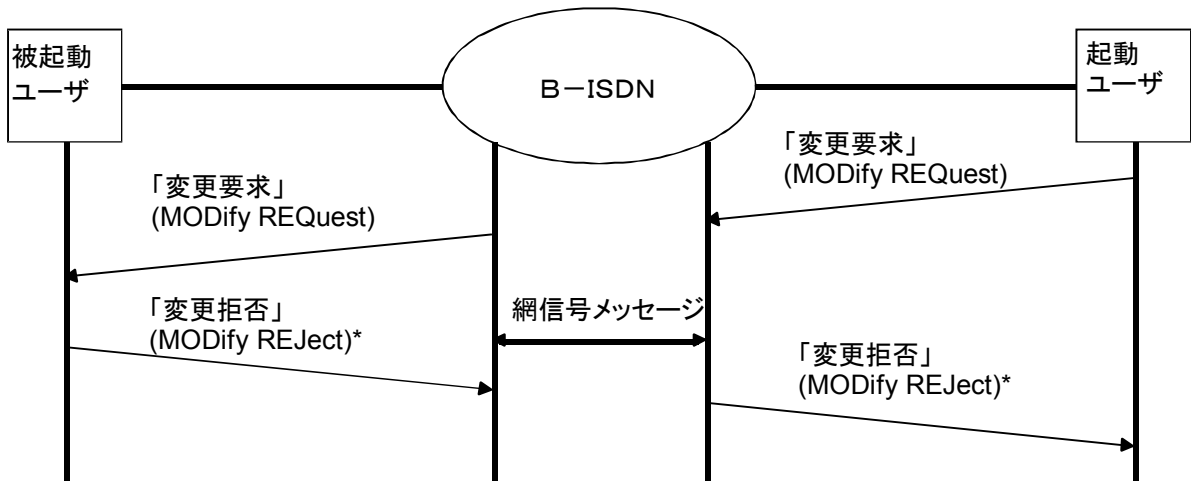 被起動
ユーザ
B－ISDN
起動
ユーザ
「変更要求」
(MODify REQuest)
「変更要求」
(MODify REQuest)
「変更拒否」
(MODify REJect)*
網信号メッセージ
「変更拒否」
(MODify REJect)*